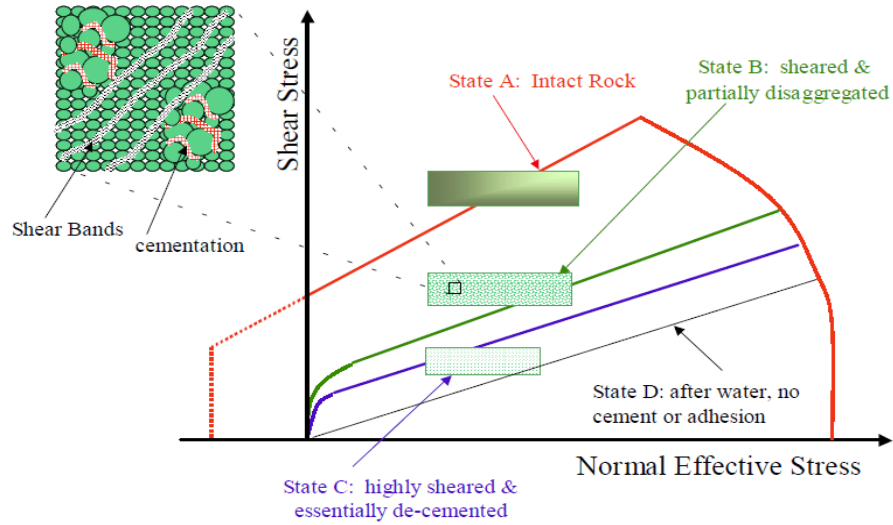 State A: Intact Rock
State B: sheared &
partially disaggregated
Shear Stress
Shear Bands
cementation
State D: after water, no
cement or adhesion
Normal Effective Stress
State C: highly sheared &
essentially de-cemented